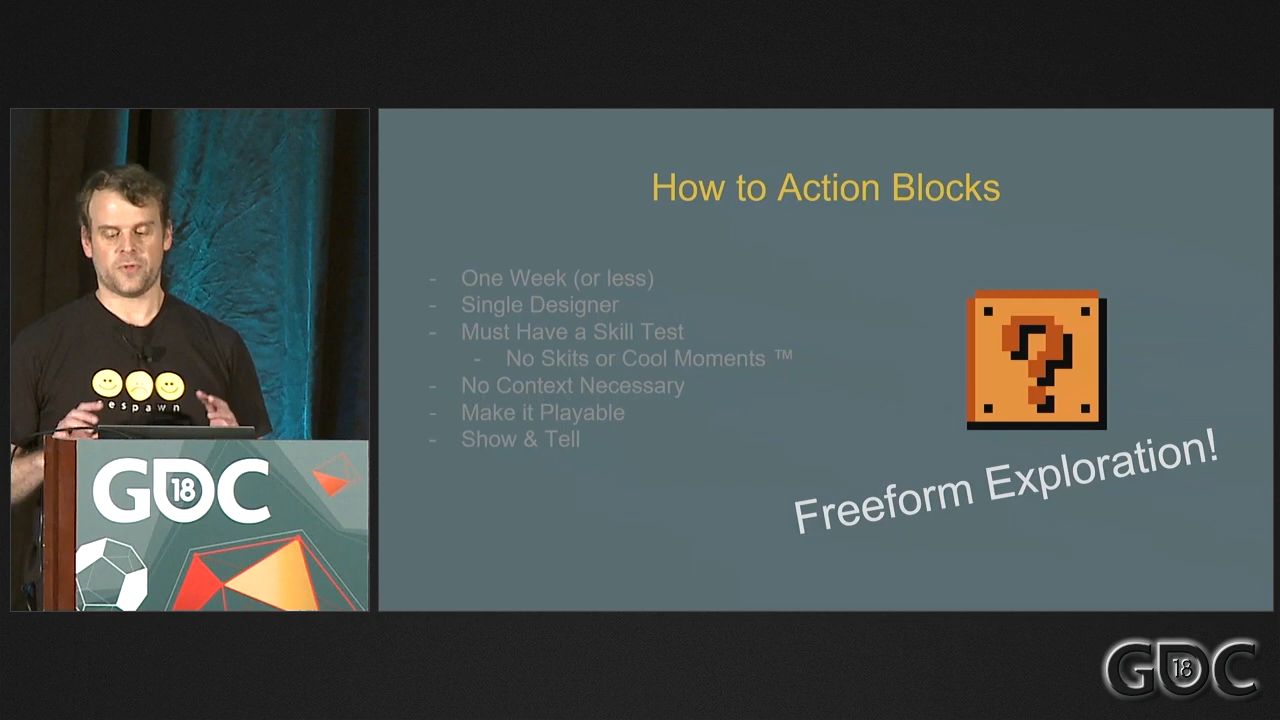 How to Action Blocks
- One Week (or less)
- Single Designer
- Must Have a Skill Test
- No Skits or Cool Moments ™
- No Context Necessary
- Make it Playable
- Show & Tell
?
Freeform Exploration!
espawn
GDC
18
GDC
18